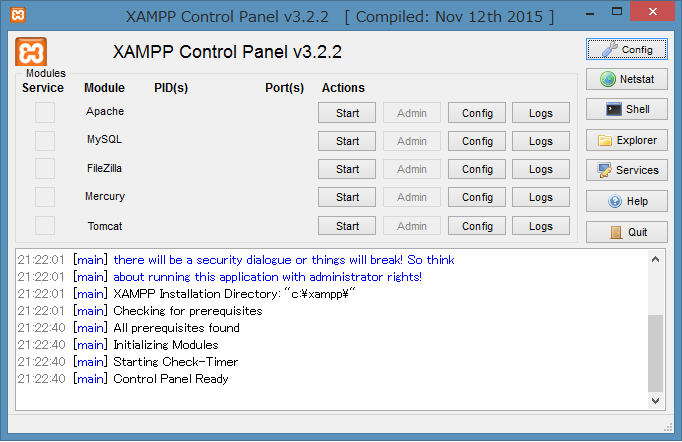 XAMPP Control Panel v3.2.2 [ Compiled: Nov 12th 2015 ]
XAMPP Control Panel v3.2.2
Config
Modules
Service Module PID(s) Port(s) Actions
Netstat
Apache Start Admin Config Logs
Shell
MySQL Start Admin Config Logs
Explorer
FileZilla Start Admin Config Logs
Services
Mercury Start Admin Config Logs
Help
Tomcat Start Admin Config Logs
Quit
21:22:01 [main] there will be a security dialogue or things will break! So think
21:22:01 [main] about running this application with administrator rights!
21:22:01 [main] XAMPP Installation Directory: "c:¥xampp¥"
21:22:01 [main] Checking for prerequisites
21:22:40 [main] All prerequisites found
21:22:40 [main] Initializing Modules
21:22:40 [main] Starting Check-Timer
21:22:40 [main] Control Panel Ready